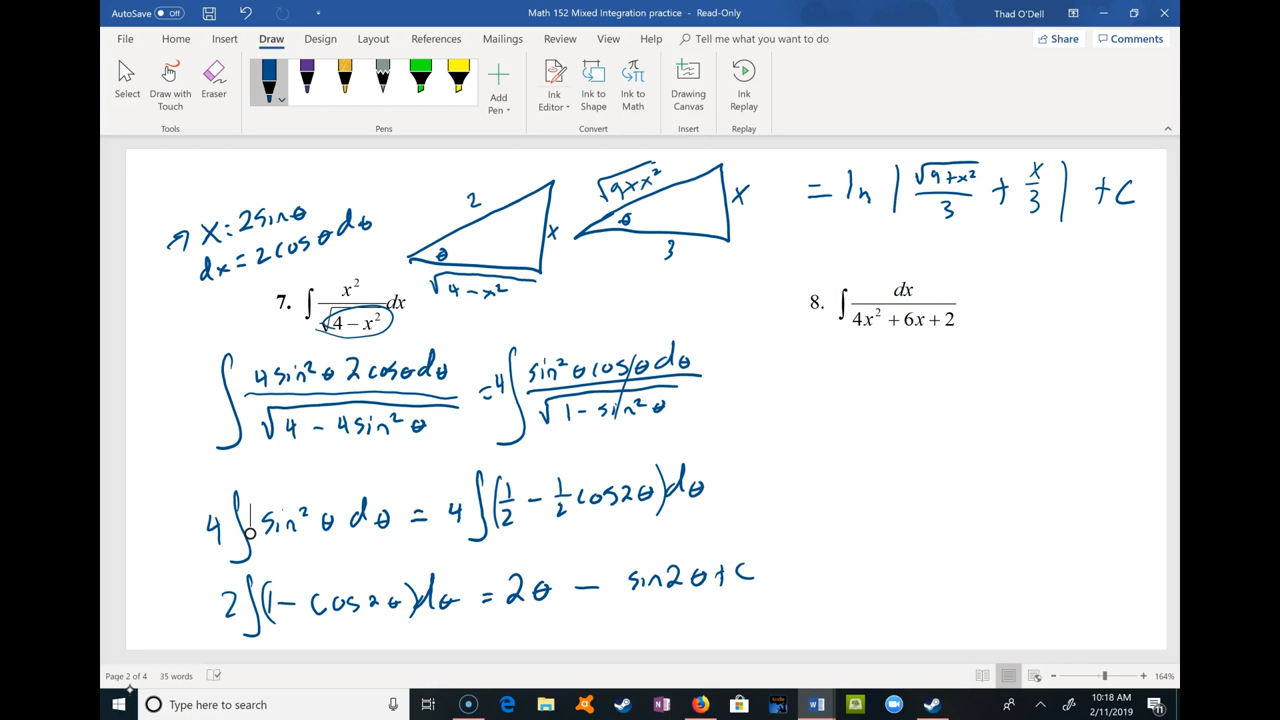 AutoSave Off
Math 152 Mixed Integration practice - Read-Only
Thad O'Dell
File Home Insert Draw Design Layout References Mailings Review View Help Tell me what you want to do Share Comments
Select Draw with Touch Eraser Add Pen Ink Editor Ink to Shape Ink to Math Drawing Canvas Ink Replay
Tools Pens Convert Insert Replay
→ x: 2sinθ
dx = 2cosθ dθ
2
x
θ
√4-x²
√9+x²
x
θ
3
= ln | √9+x²/3 + x/3 | + C
7. ∫ x²/√4-x² dx
8. ∫ dx/4x²+6x+2
∫ 4sin²θ 2cosθdθ/√4-4sin²θ = 4∫ sin²θ cosθ dθ/√1-sin²θ
4∫ sin²θ dθ = 4∫(1/2 - 1/2 cos2θ)dθ
2∫(1-cos2θ)dθ = 2θ - sin2θ+C
Page 2 of 4 35 words 164%
Type here to search
10:18 AM
2/11/2019
11